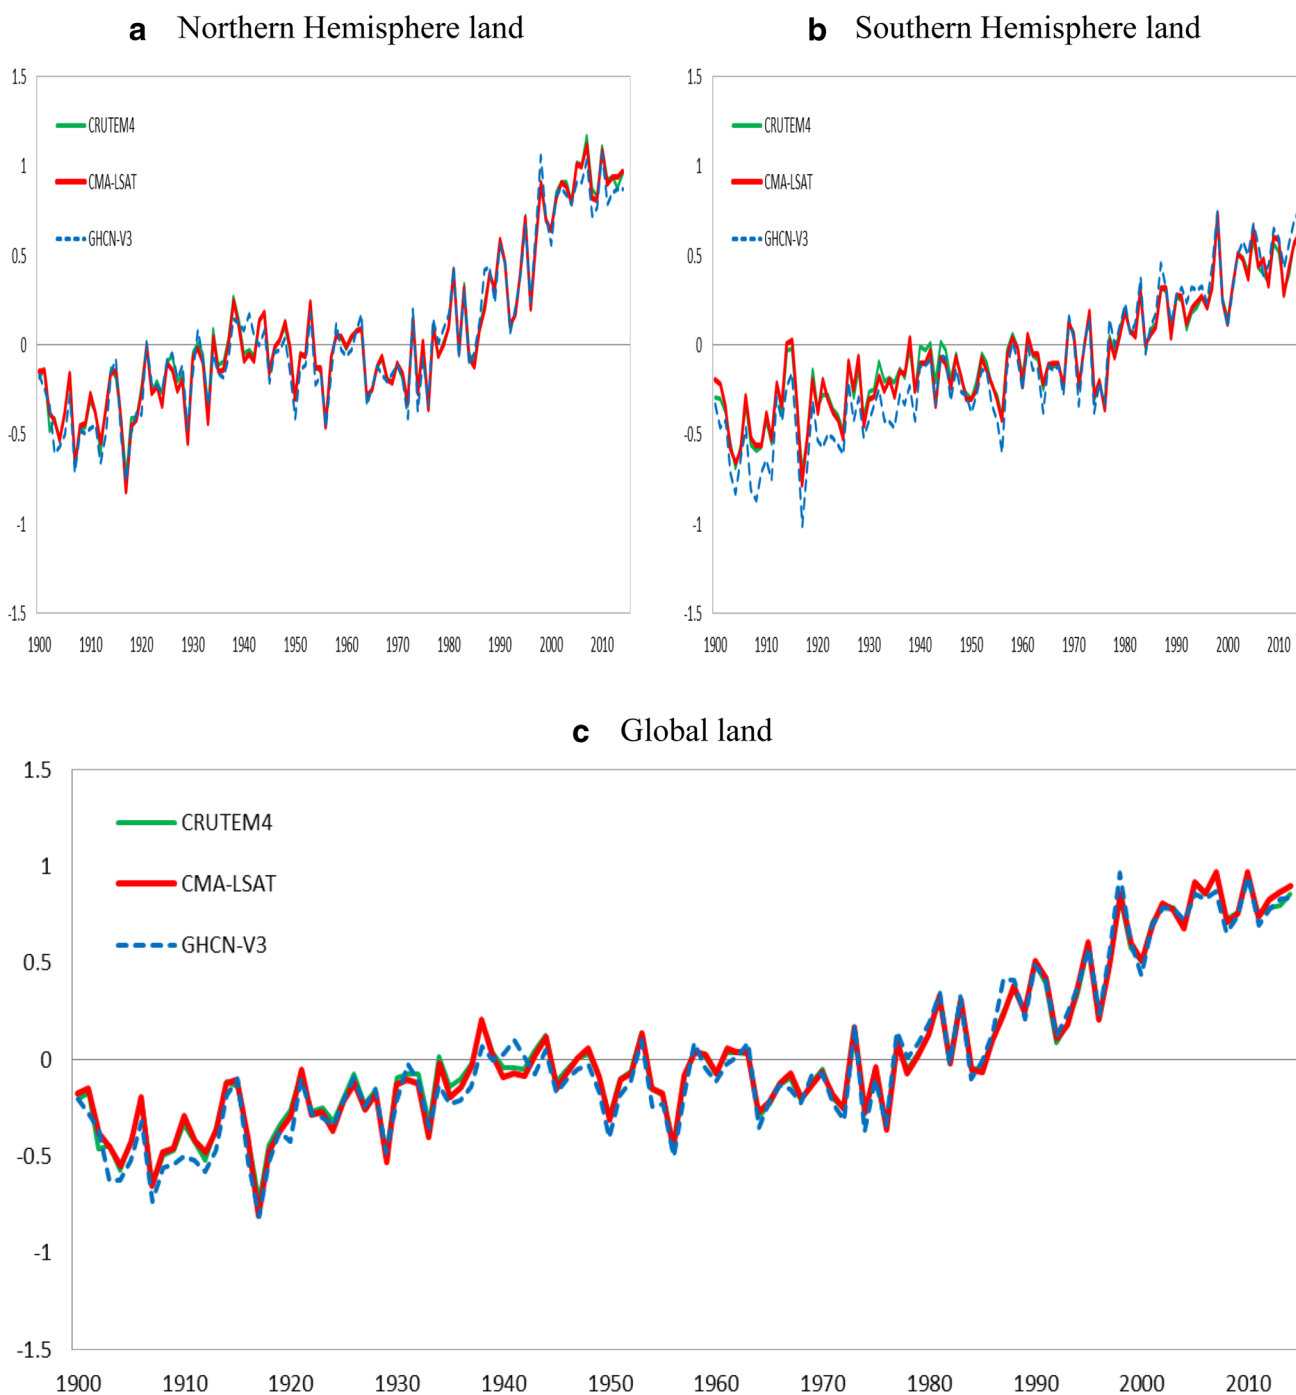 a Northern Hemisphere land
1.5
1
0.5
0
-0.5
-1
-1.5
CRUTEM4
CMA-LSAT
GHCN-V3
1900 1910 1920 1930 1940 1950 1960 1970 1980 1990 2000 2010
b Southern Hemisphere land
1.5
1
0.5
0
-0.5
-1
-1.5
CRUTEM4
CMA-LSAT
GHCN-V3
1900 1910 1920 1930 1940 1950 1960 1970 1980 1990 2000 2010
c Global land
1.5
1
0.5
0
-0.5
-1
-1.5
CRUTEM4
CMA-LSAT
GHCN-V3
1900 1910 1920 1930 1940 1950 1960 1970 1980 1990 2000 2010